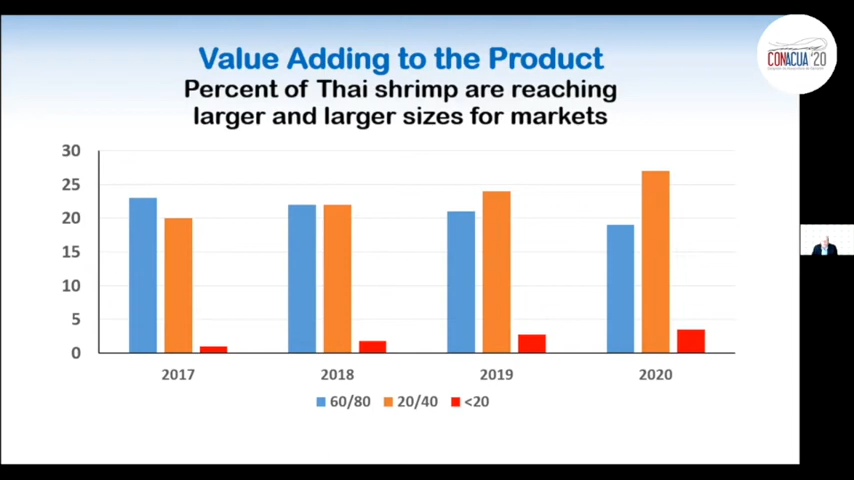 Value Adding to the Product
Percent of Thai shrimp are reaching
larger and larger sizes for markets
CONACUA '20
30
25
20
15
10
5
0
2017 2018 2019 2020
60/80 20/40 <20